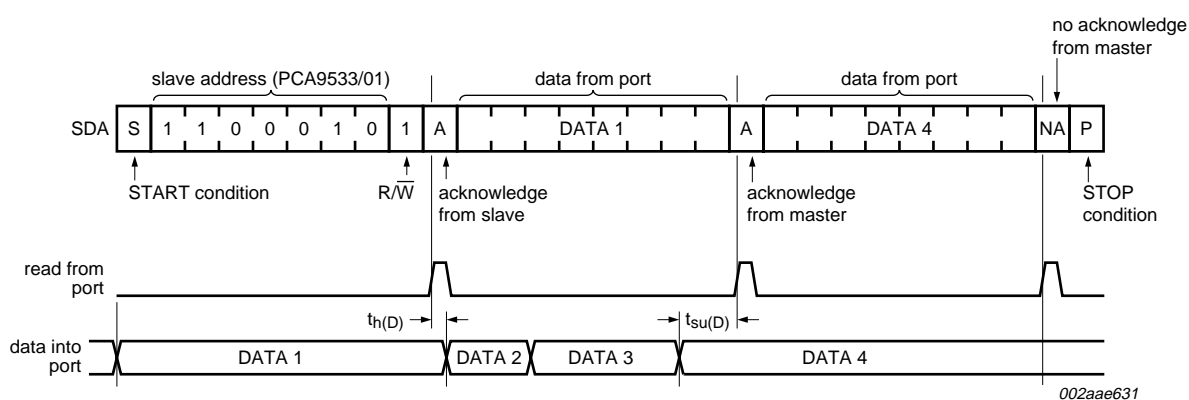 no acknowledge
from master
slave address (PCA9533/01)
data from port
data from port
SDA S 1 1 0 0 0 1 0 1 A DATA 1 A DATA 4 NA P
START condition
R/W
acknowledge
from slave
acknowledge
from master
STOP
condition
read from
port
th(D)
tsu(D)
data into
port
DATA 1 DATA 2 DATA 3 DATA 4
002aae631